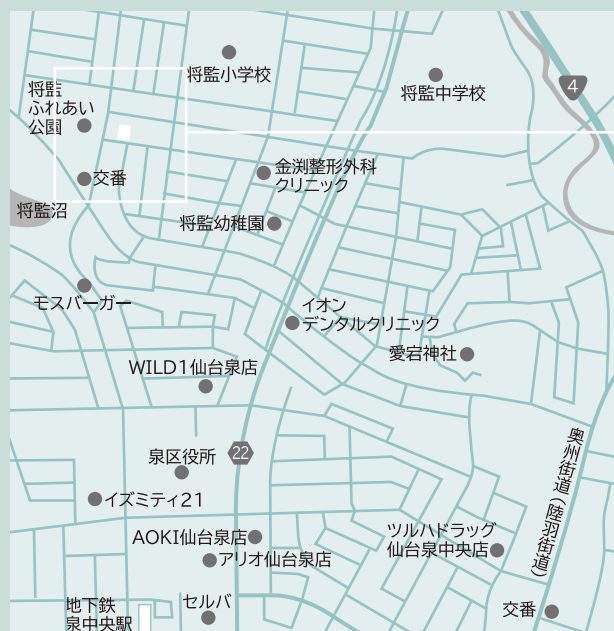 将監小学校
将監中学校
4
将監
ふれあい
公園
金渕整形外科
クリニック
交番
将監沼
将監幼稚園
モスバーガー
イオン
デンタルクリニック
愛宕神社
WILD1仙台泉店
22
泉区役所
奥州街道（陸羽街道）
イズミティ21
AOKI仙台泉店
ツルハドラッグ
仙台泉中央店
アリオ仙台泉店
地下鉄
泉中央駅
セルバ
交番